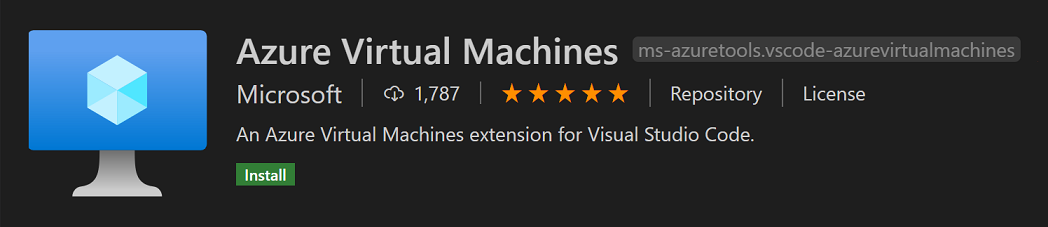 Azure Virtual Machines ms-azuretools.vscode-azurevirtualmachines
Microsoft 1,787 Repository License
An Azure Virtual Machines extension for Visual Studio Code.
Install